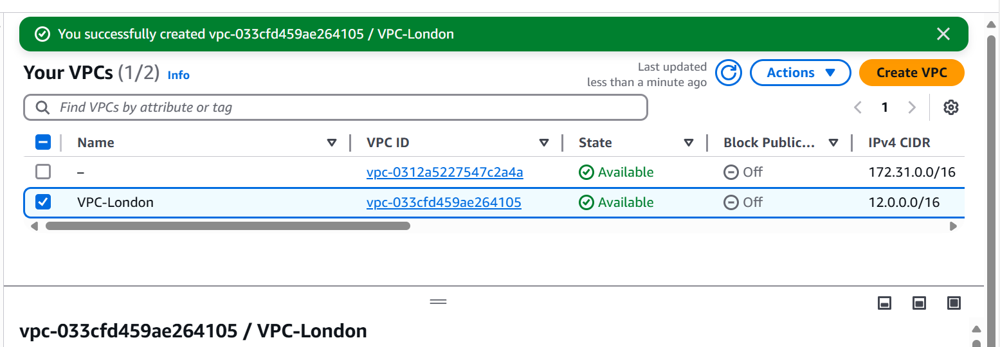 You successfully created vpc-033cfd459ae264105 / VPC-London
Your VPCs (1/2) Info
Last updated
less than a minute ago
Actions
Create VPC
Find VPCs by attribute or tag
1
Name VPC ID State Block Public... IPv4 CIDR
– vpc-0312a5227547c2a4a Available Off 172.31.0.0/16
VPC-London vpc-033cfd459ae264105 Available Off 12.0.0.0/16
vpc-033cfd459ae264105 / VPC-London